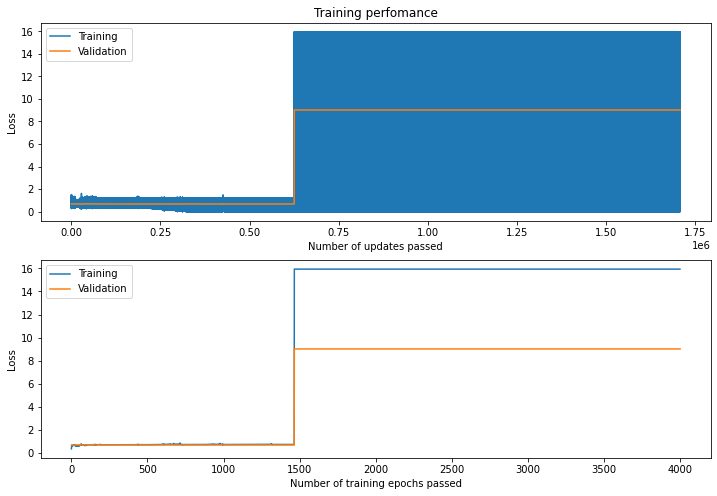 Training perfomance
16
14
12
10
8
6
4
2
0
Loss
Training
Validation
0.00 0.25 0.50 0.75 1.00 1.25 1.50 1.75
1e6
Number of updates passed
16
14
12
10
8
6
4
2
0
Loss
Training
Validation
0 500 1000 1500 2000 2500 3000 3500 4000
Number of training epochs passed